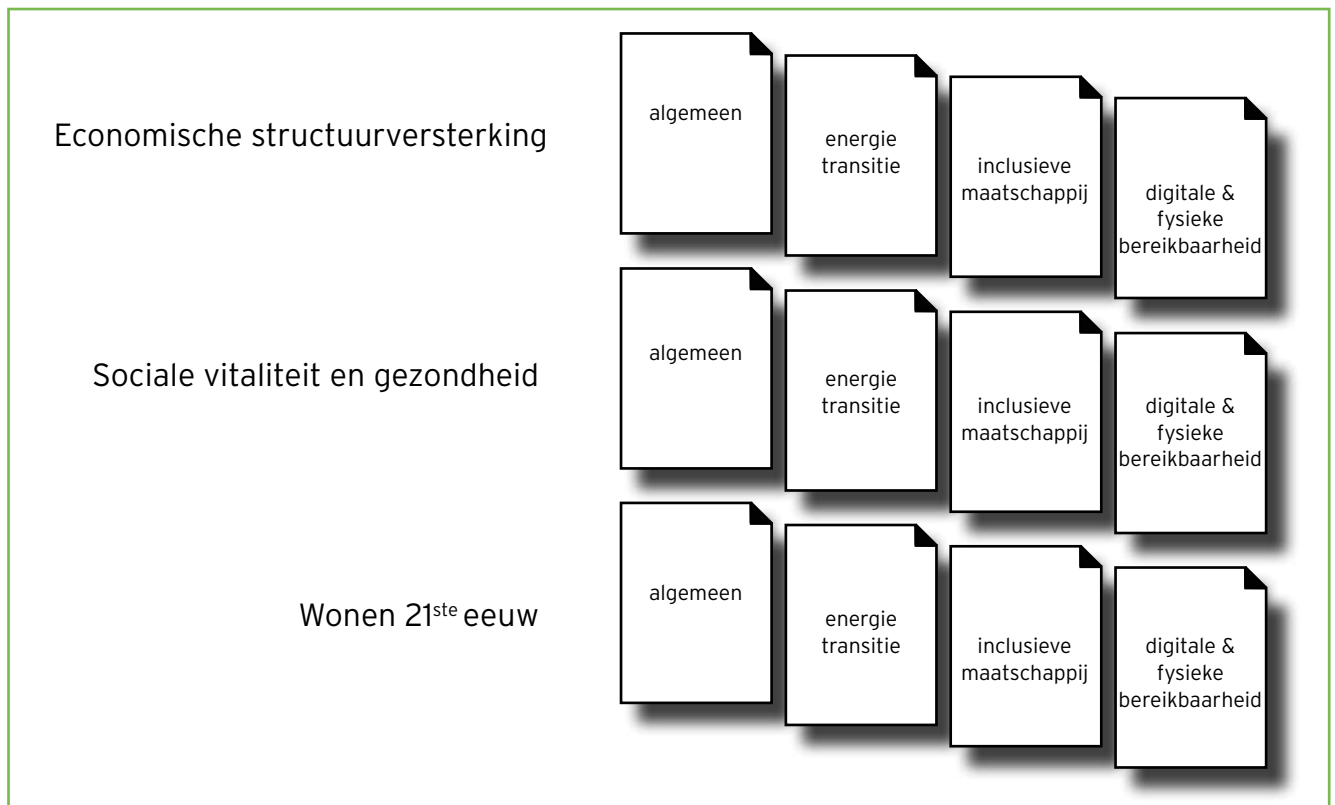 Economische structuurversterking
algemeen
energie
transitie
inclusieve
maatschappij
digitale &
fysieke
bereikbaarheid
Sociale vitaliteit en gezondheid
algemeen
energie
transitie
inclusieve
maatschappij
digitale &
fysieke
bereikbaarheid
Wonen 21ste eeuw
algemeen
energie
transitie
inclusieve
maatschappij
digitale &
fysieke
bereikbaarheid